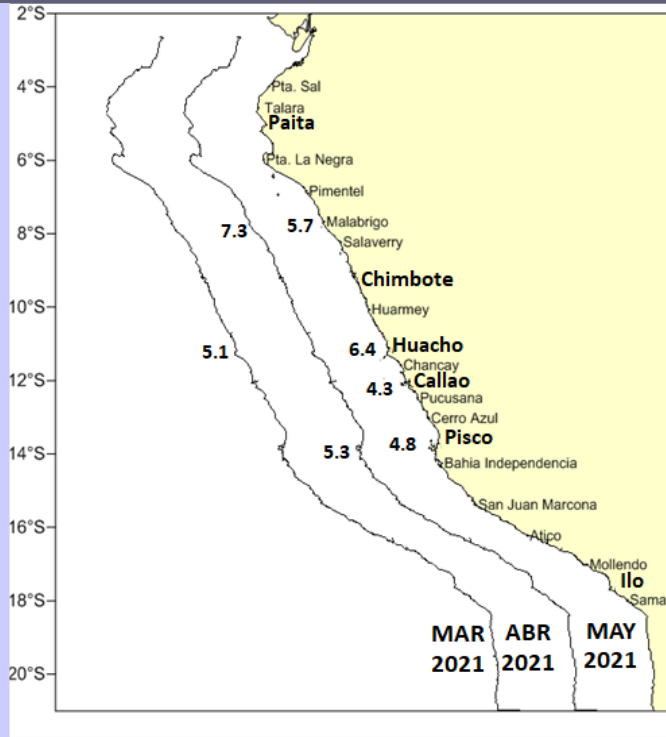 2°S
4°S
Pta. Sal
Talara
Paita
6°S
Pta. La Negra
Pimentel
5.7
Malabrigo
7.3
8°S
Salaverry
Chimbote
10°S
Huarmey
5.1
6.4
Huacho
Chancay
12°S
4.3
Callao
Pucusana
Cerro Azul
Pisco
4.8
5.3
14°S
Bahia Independencia
San Juan Marcona
16°S
Atico
Mollendo
Ilo
18°S
Sama
MAR ABR MAY
2021 2021 2021
20°S